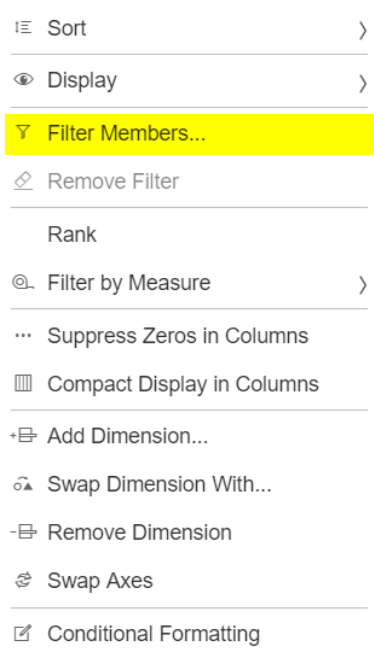 Sort
Display
Filter Members...
Remove Filter
Rank
Filter by Measure
Suppress Zeros in Columns
Compact Display in Columns
Add Dimension...
Swap Dimension With...
Remove Dimension
Swap Axes
Conditional Formatting